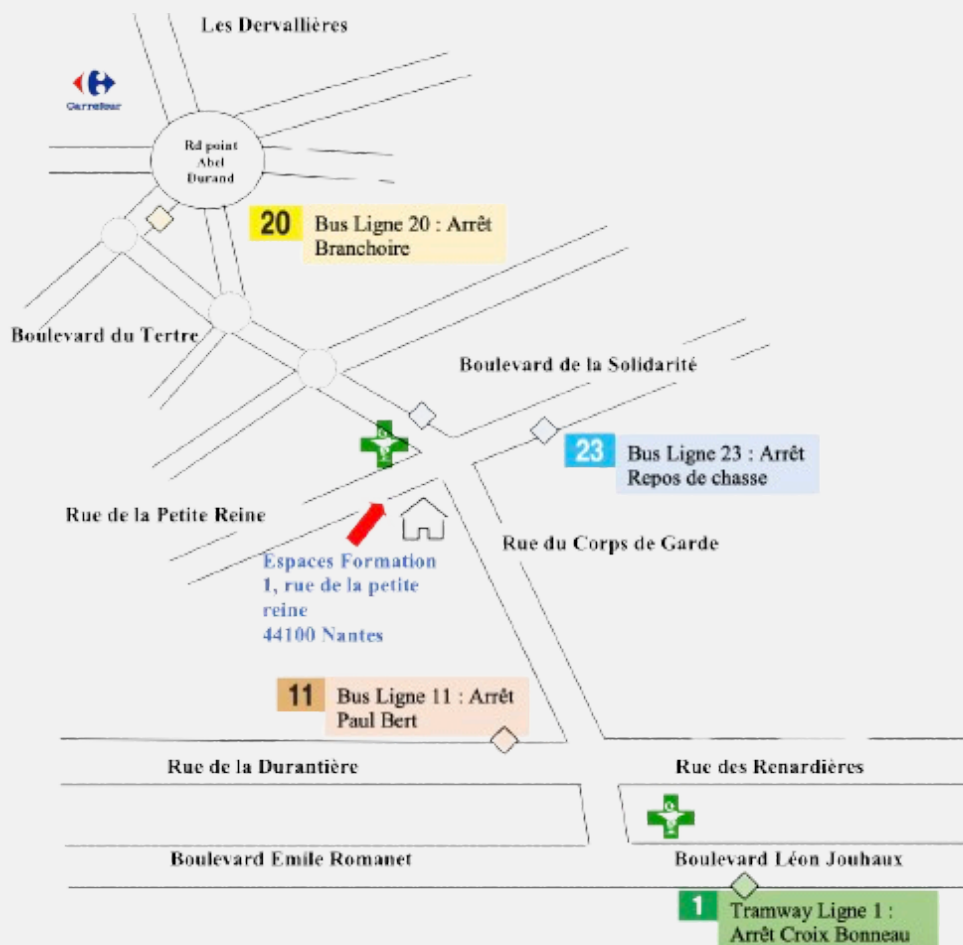 Les Dervallières
Carrefour
Rd point
Abel
Durand
20
Bus Ligne 20 : Arrêt
Branchoire
Boulevard du Tertre
Boulevard de la Solidarité
23
Bus Ligne 23 : Arrêt
Repos de chasse
Rue de la Petite Reine
Rue du Corps de Garde
Espaces Formation
1, rue de la petite
reine
44100 Nantes
11
Bus Ligne 11 : Arrêt
Paul Bert
Rue de la Durantière
Rue des Renardières
Boulevard Emile Romanet
Boulevard Léon Jouhaux
1
Tramway Ligne 1 :
Arrêt Croix Bonneau